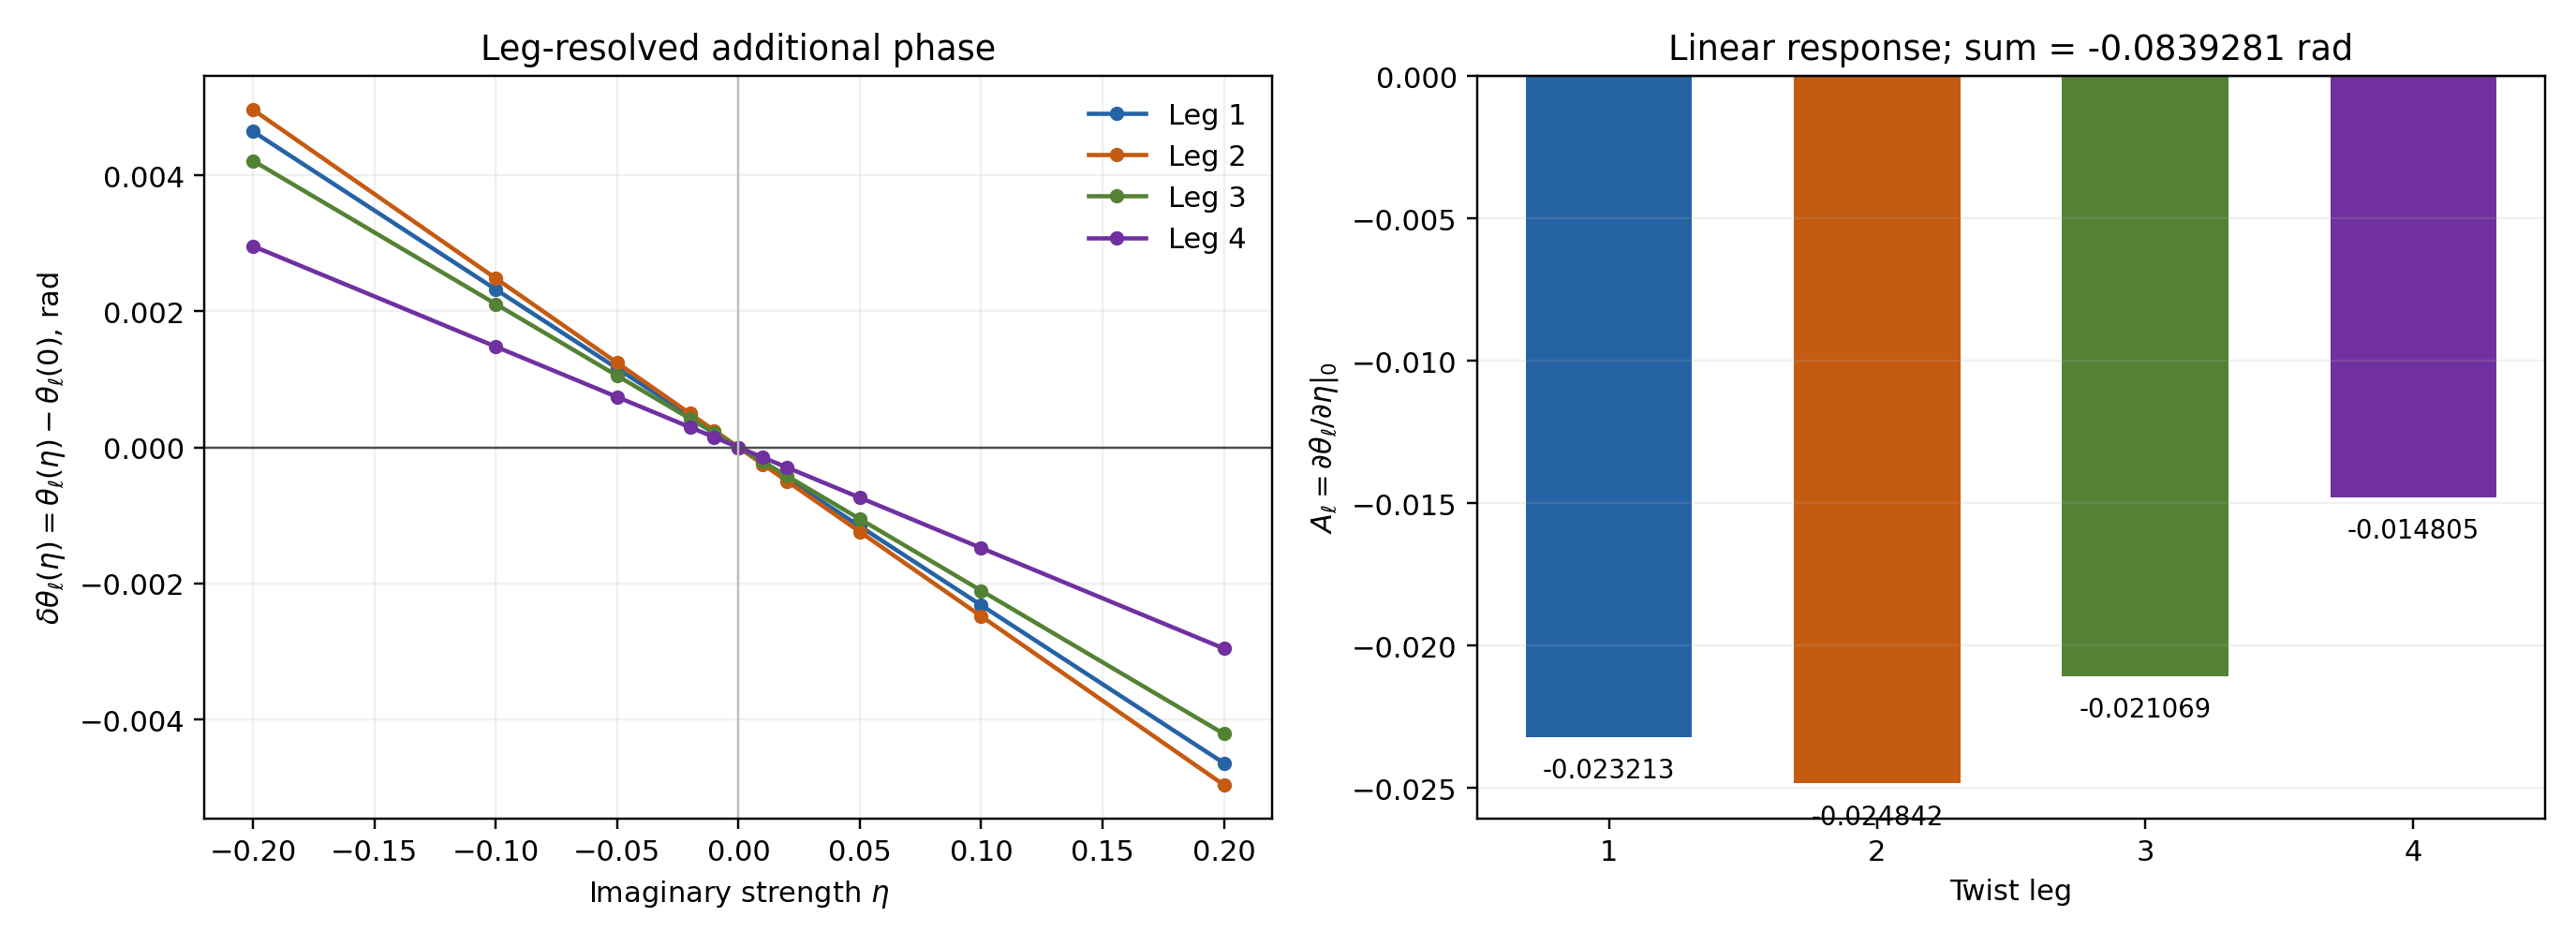 Leg-resolved additional phase
Leg 1
Leg 2
Leg 3
Leg 4
0.004
0.002
0.000
−0.002
−0.004
δθℓ(η) = θℓ(η) − θℓ(0), rad
−0.20 −0.15 −0.10 −0.05 0.00 0.05 0.10 0.15 0.20
Imaginary strength η
Linear response; sum = -0.0839281 rad
0.000
−0.005
−0.010
−0.015
−0.020
−0.025
Aℓ = ∂θℓ/∂η|0
-0.023213
-0.024842
-0.021069
-0.014805
1 2 3 4
Twist leg